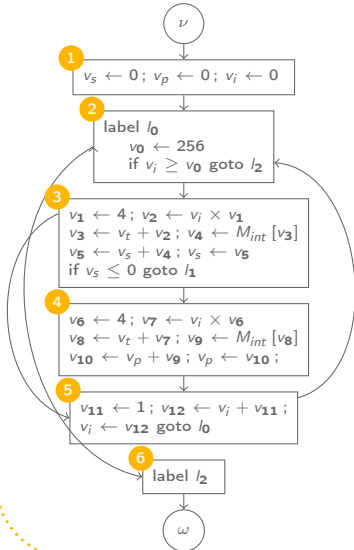 ν
1
v_s ← 0 ; v_p ← 0 ; v_i ← 0
2
label l_0
v_0 ← 256
if v_i ≥ v_0 goto l_2
3
v_1 ← 4 ; v_2 ← v_i × v_1
v_3 ← v_t + v_2 ; v_4 ← M_int [v_3]
v_5 ← v_s + v_4 ; v_s ← v_5
if v_s ≤ 0 goto l_1
4
v_6 ← 4 ; v_7 ← v_i × v_6
v_8 ← v_t + v_7 ; v_9 ← M_int [v_8]
v_10 ← v_p + v_9 ; v_p ← v_10 ;
5
v_11 ← 1 ; v_12 ← v_i + v_11 ;
v_i ← v_12 goto l_0
6
label l_2
ω